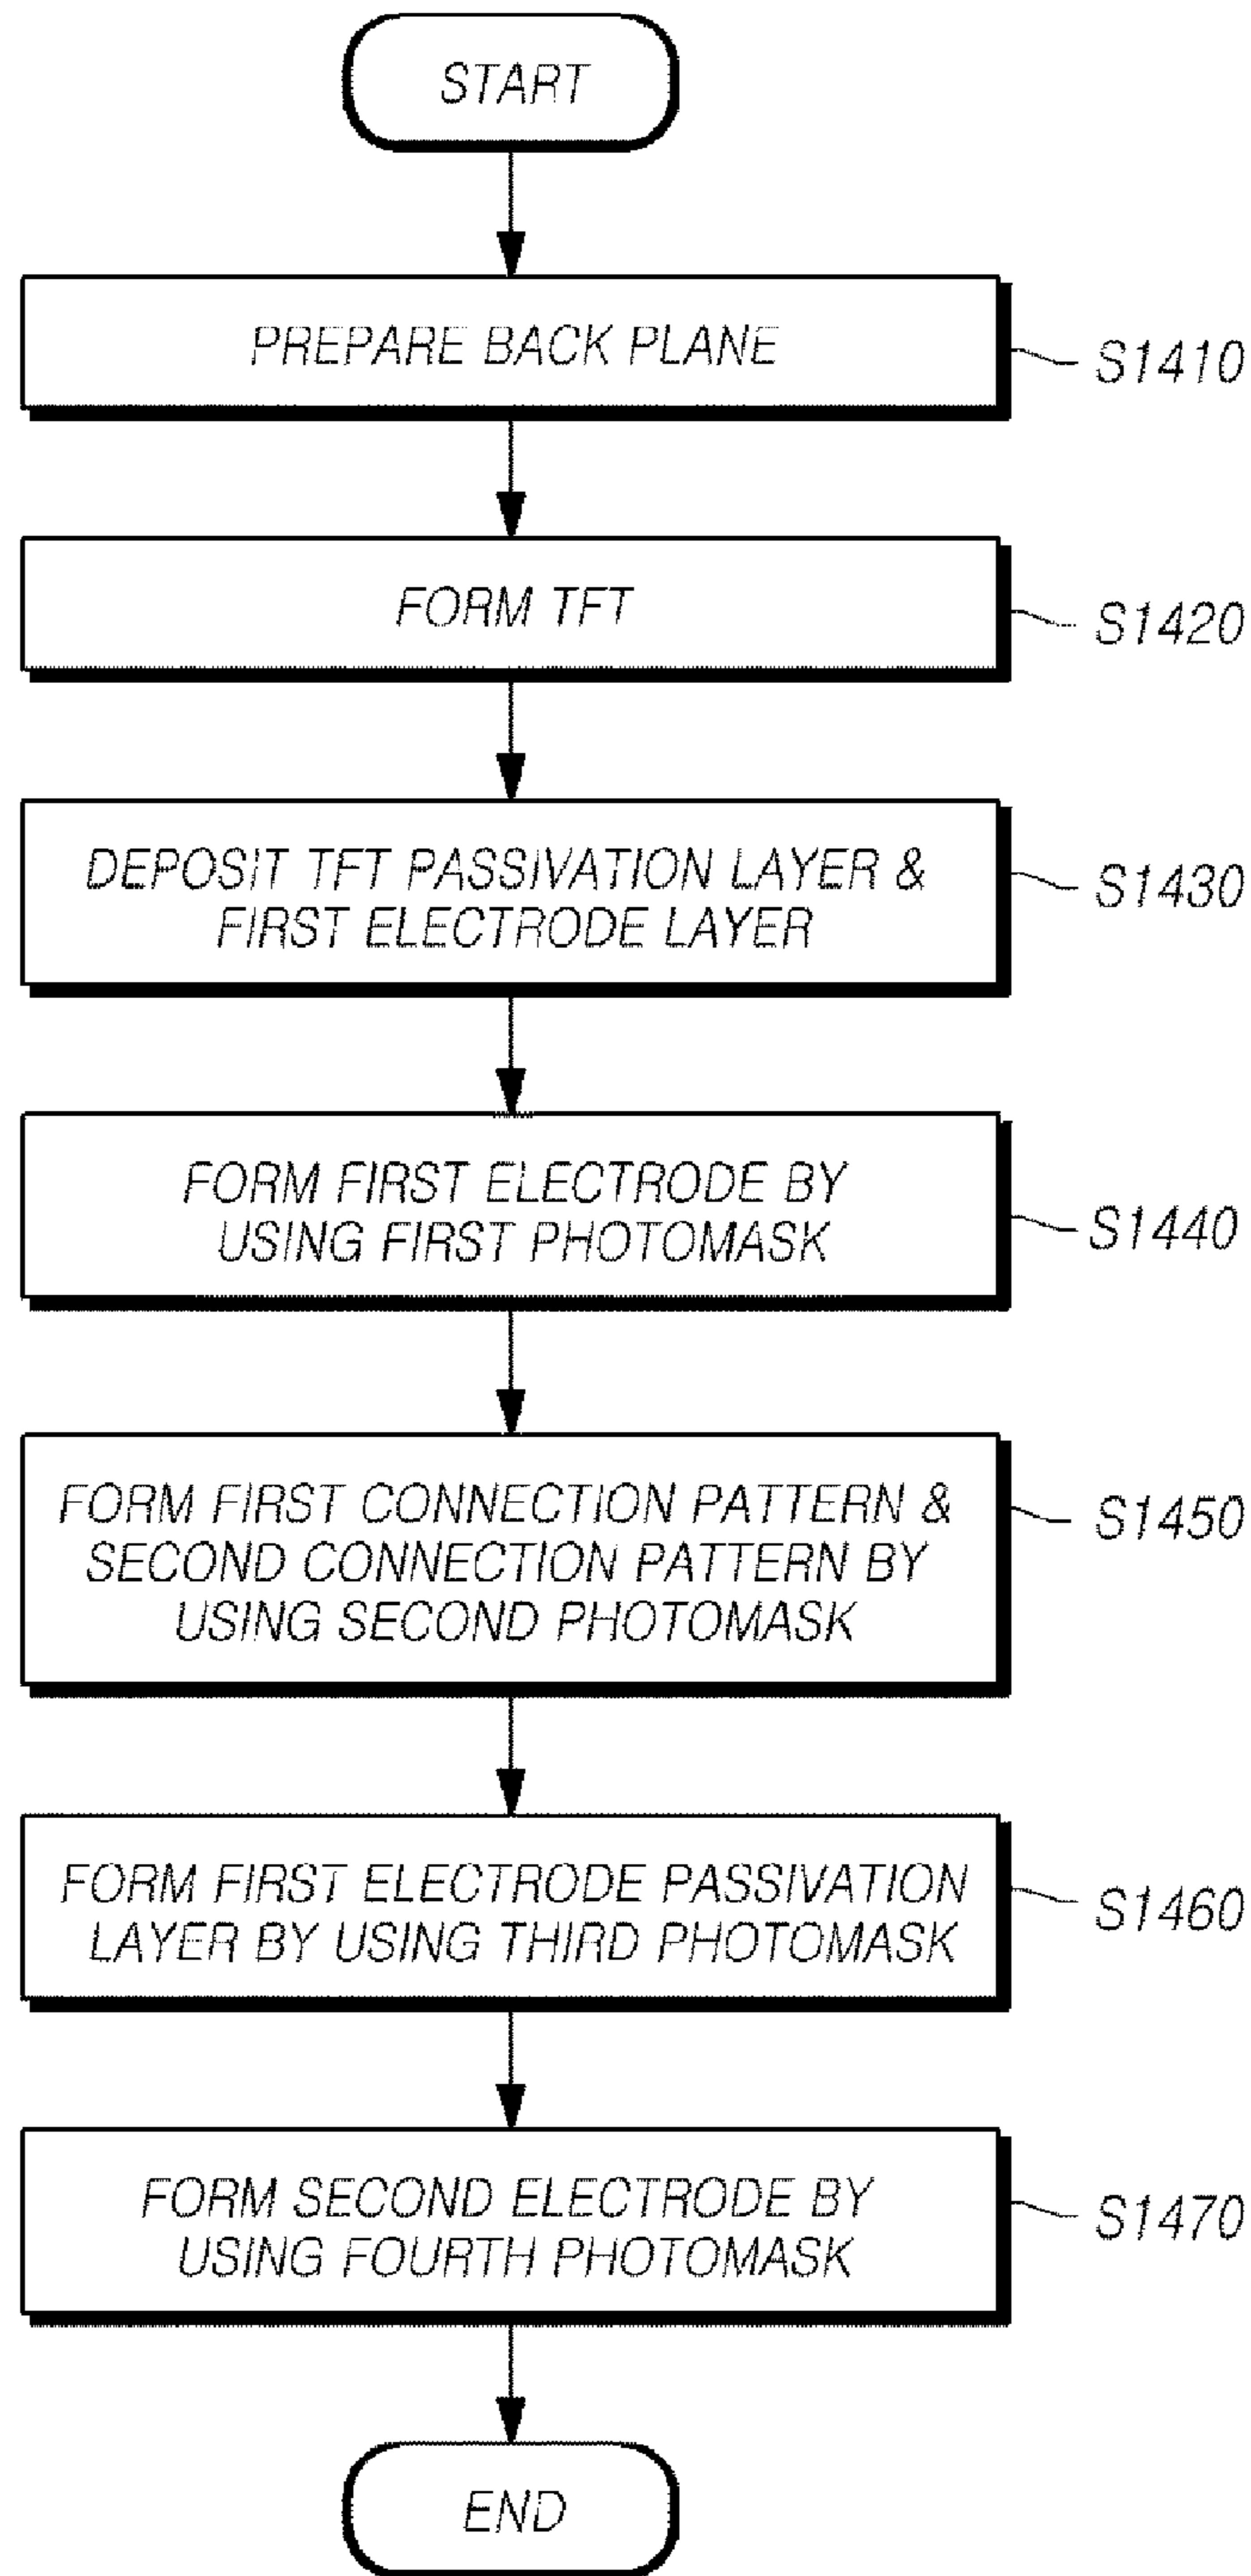 START
PREPARE BACK PLANE
S1410
FORM TFT
S1420
DEPOSIT TFT PASSIVATION LAYER &
FIRST ELECTRODE LAYER
S1430
FORM FIRST ELECTRODE BY
USING FIRST PHOTOMASK
S1440
FORM FIRST CONNECTION PATTERN &
SECOND CONNECTION PATTERN BY
USING SECOND PHOTOMASK
S1450
FORM FIRST ELECTRODE PASSIVATION
LAYER BY USING THIRD PHOTOMASK
S1460
FORM SECOND ELECTRODE BY
USING FOURTH PHOTOMASK
S1470
END